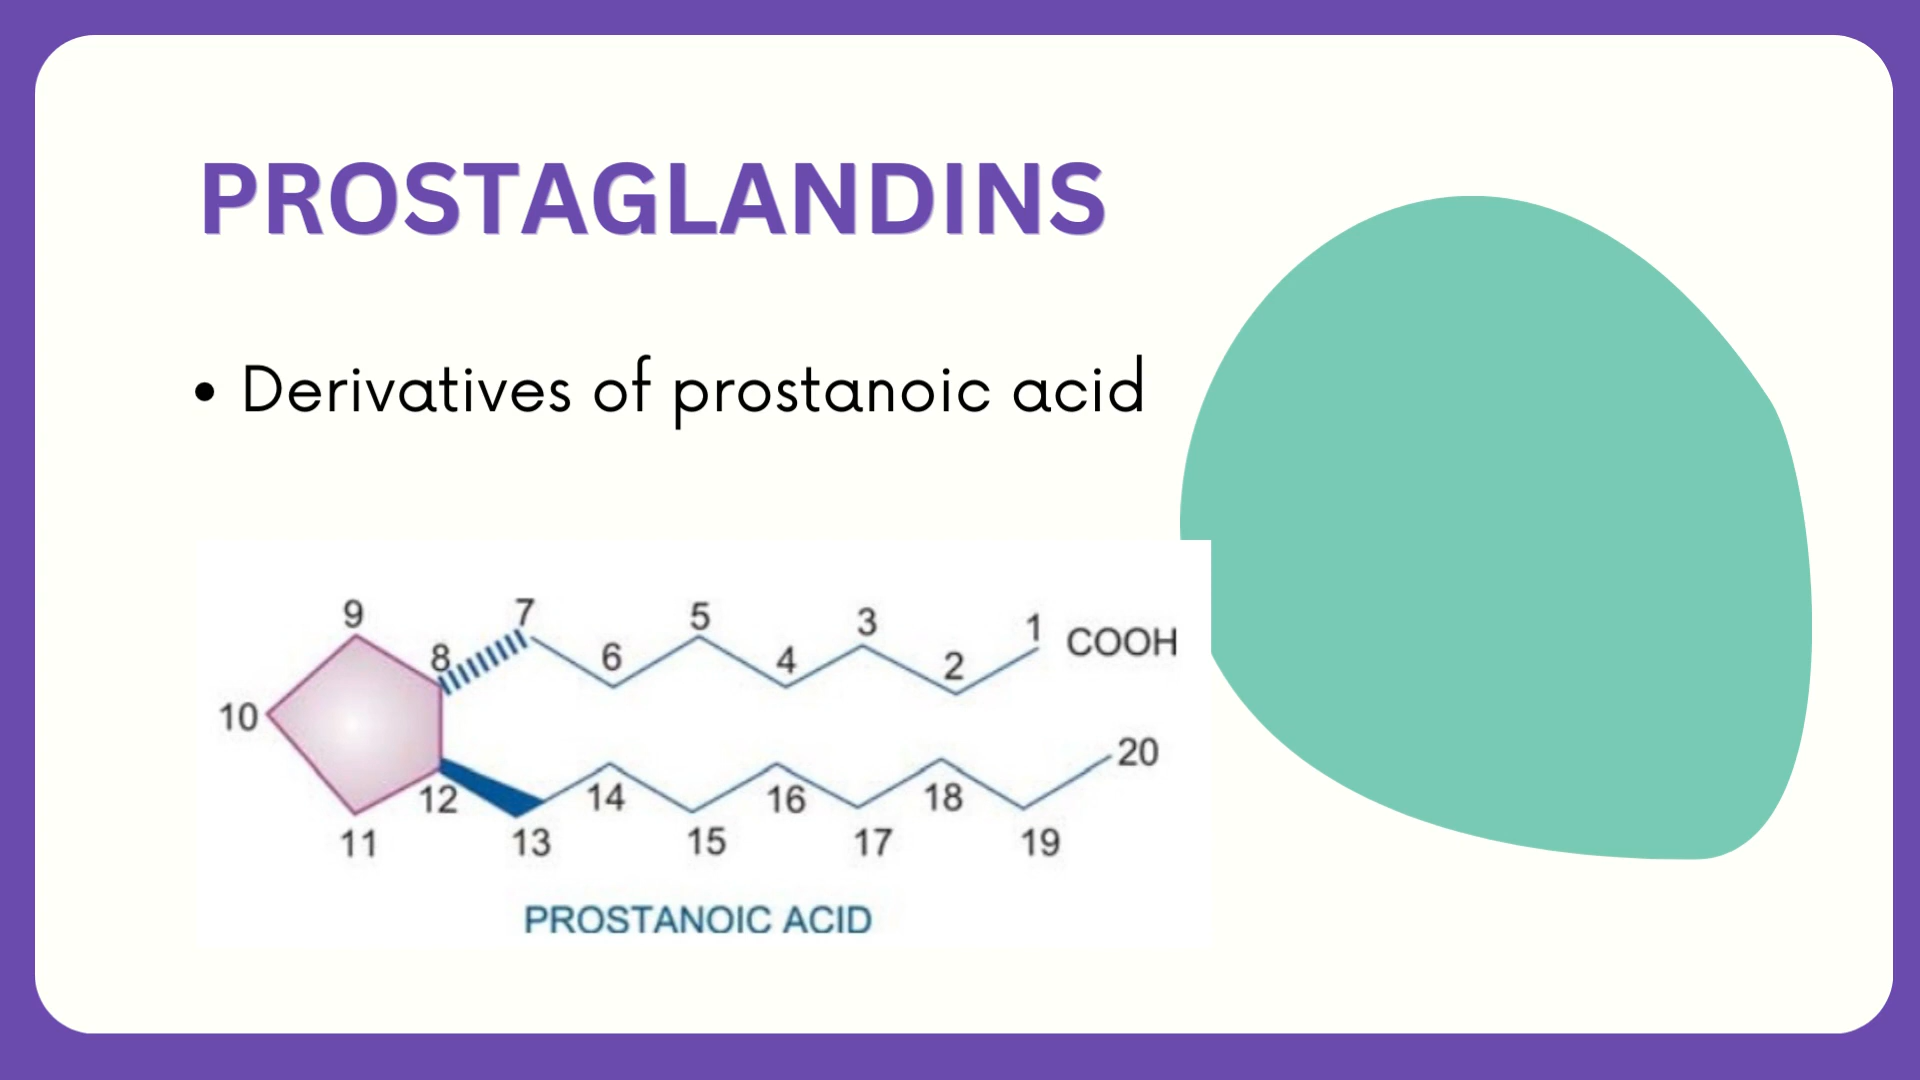 PROSTAGLANDINS
• Derivatives of prostanoic acid
9 8 7 6 5 4 3 2 1 COOH
10
11 12 13 14 15 16 17 18 19 20
PROSTANOIC ACID